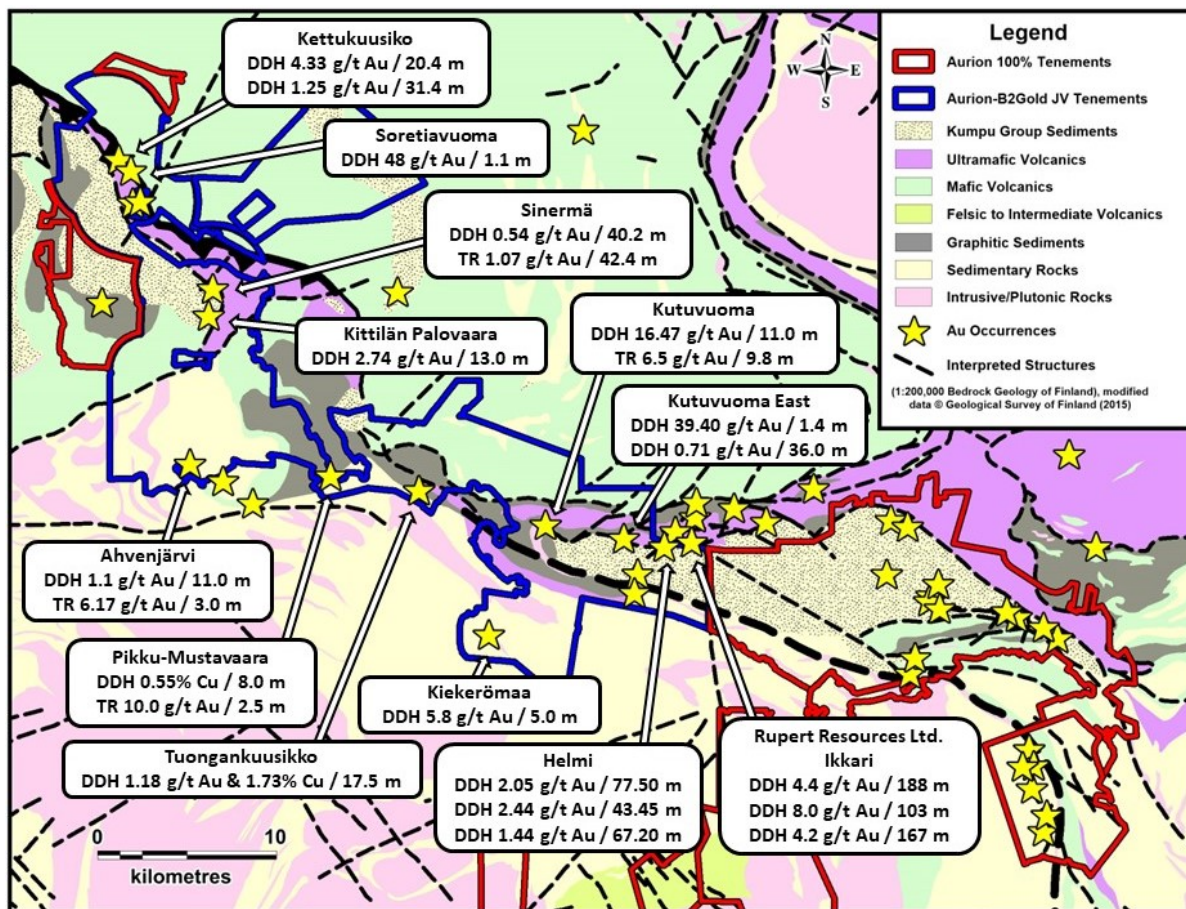 Kettukuusiko
DDH 4.33 g/t Au / 20.4 m
DDH 1.25 g/t Au / 31.4 m
Soretiavuoma
DDH 48 g/t Au / 1.1 m
Sinermä
DDH 0.54 g/t Au / 40.2 m
TR 1.07 g/t Au / 42.4 m
Kittilän Palovaara
DDH 2.74 g/t Au / 13.0 m
Kutuvuoma
DDH 16.47 g/t Au / 11.0 m
TR 6.5 g/t Au / 9.8 m
Kutuvuoma East
DDH 39.40 g/t Au / 1.4 m
DDH 0.71 g/t Au / 36.0 m
N
W
E
S
Legend
Aurion 100% Tenements
Aurion-B2Gold JV Tenements
Kumpu Group Sediments
Ultramafic Volcanics
Mafic Volcanics
Felsic to Intermediate Volcanics
Graphitic Sediments
Sedimentary Rocks
Intrusive/Plutonic Rocks
Au Occurrences
Interpreted Structures
(1:200,000 Bedrock Geology of Finland), modified
data © Geological Survey of Finland (2015)
Ahvenjärvi
DDH 1.1 g/t Au / 11.0 m
TR 6.17 g/t Au / 3.0 m
Pikku-Mustavaara
DDH 0.55% Cu / 8.0 m
TR 10.0 g/t Au / 2.5 m
Tuongankuusikko
DDH 1.18 g/t Au & 1.73% Cu / 17.5 m
Kiekerömaa
DDH 5.8 g/t Au / 5.0 m
Helmi
DDH 2.05 g/t Au / 77.50 m
DDH 2.44 g/t Au / 43.45 m
DDH 1.44 g/t Au / 67.20 m
Rupert Resources Ltd.
Ikkari
DDH 4.4 g/t Au / 188 m
DDH 8.0 g/t Au / 103 m
DDH 4.2 g/t Au / 167 m
0 10
kilometres